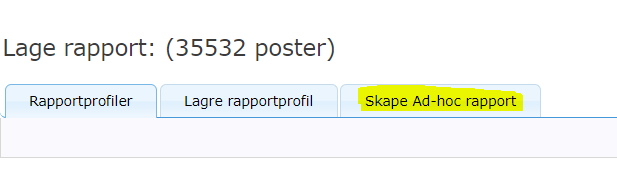 Lage rapport: (35532 poster)
Rapportprofiler Lagre rapportprofil Skape Ad-hoc rapport